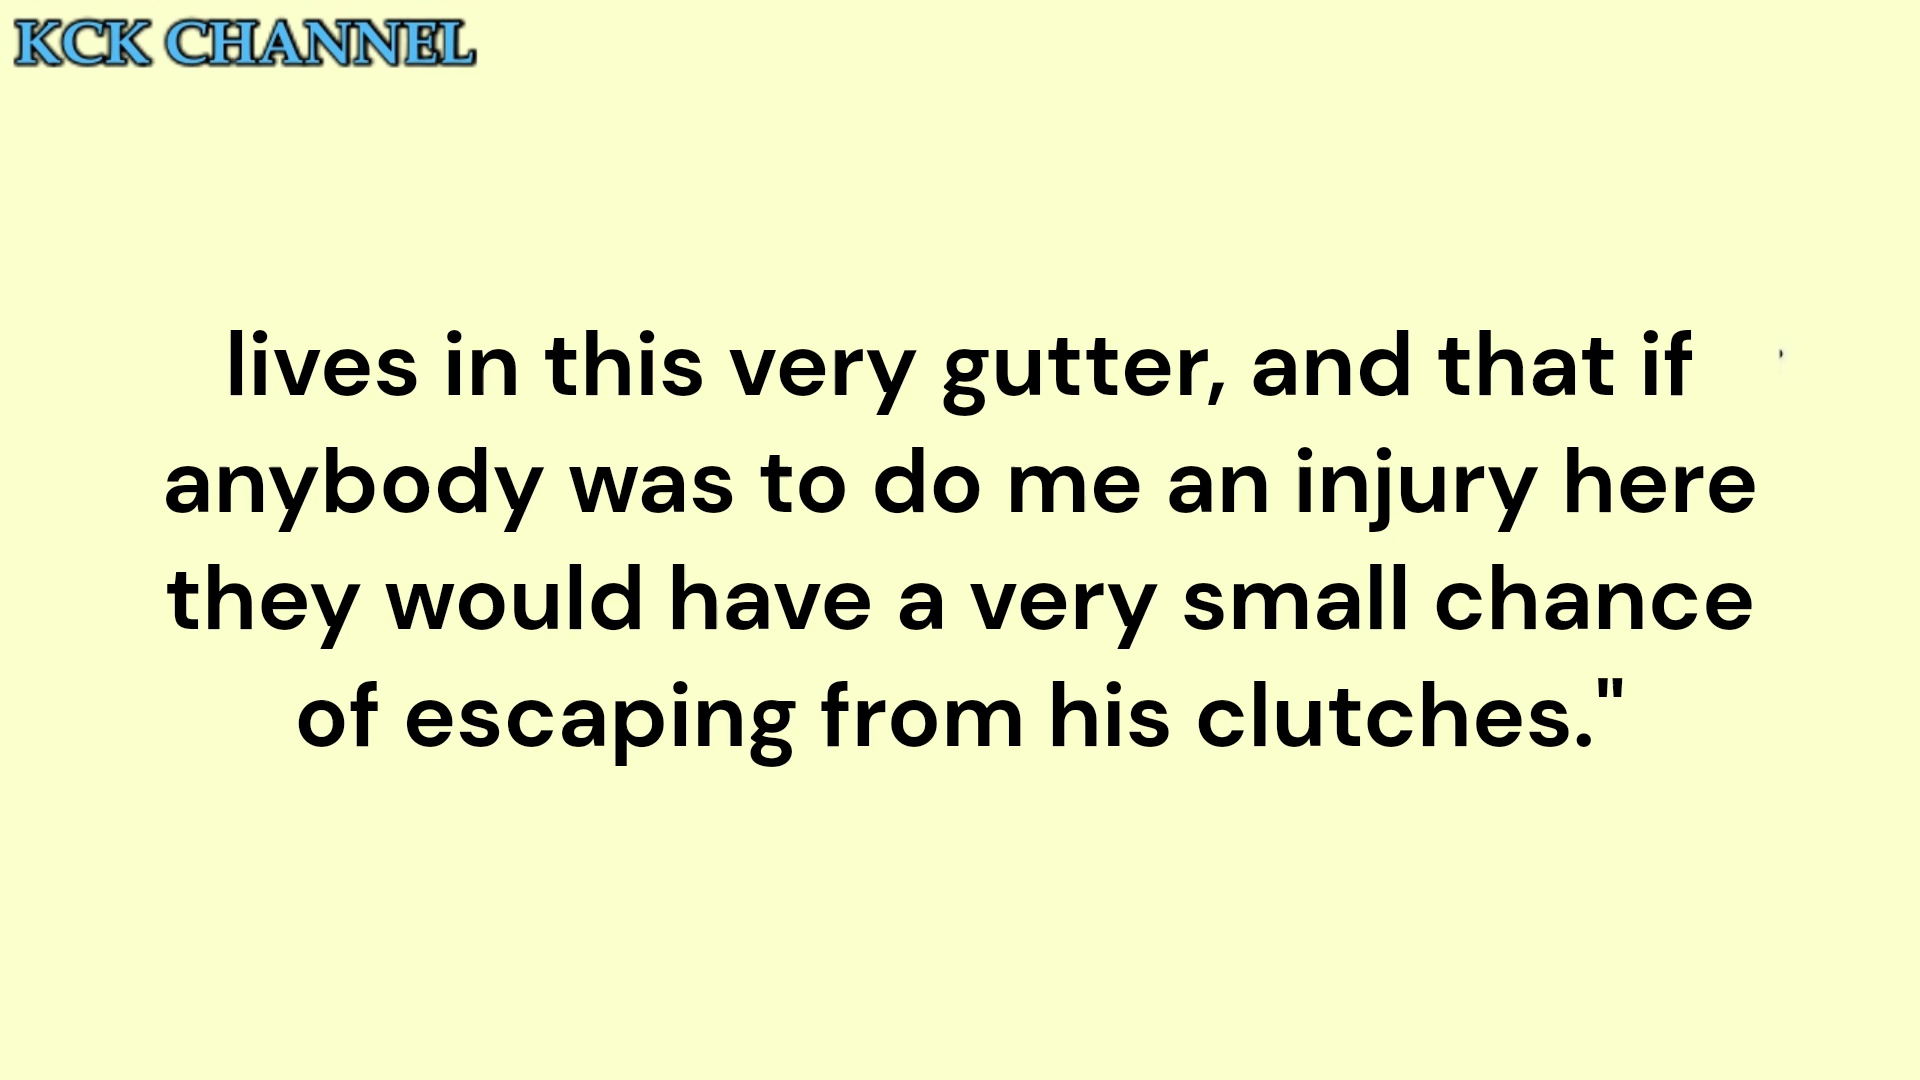 KCK CHANNEL
lives in this very gutter, and that if
anybody was to do me an injury here
they would have a very small chance
of escaping from his clutches."